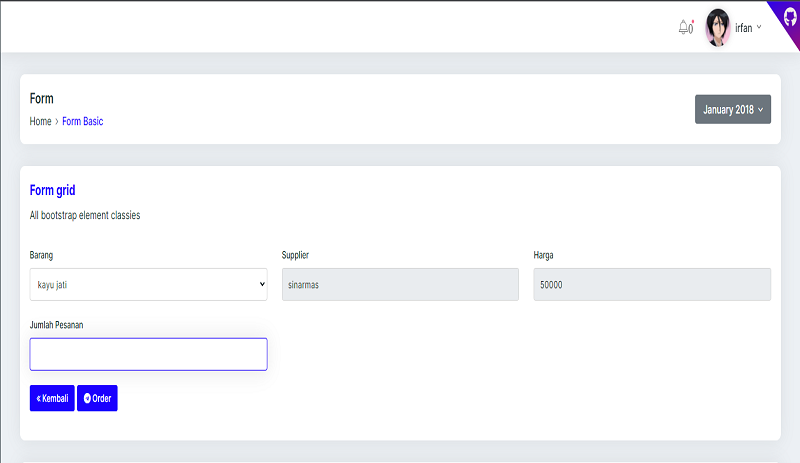 0 irfan
Form
Home › Form Basic
January 2018
Form grid
All bootstrap element classies
Barang Supplier Harga
kayu jati sinarmas 50000
Jumlah Pesanan
« Kembali Order